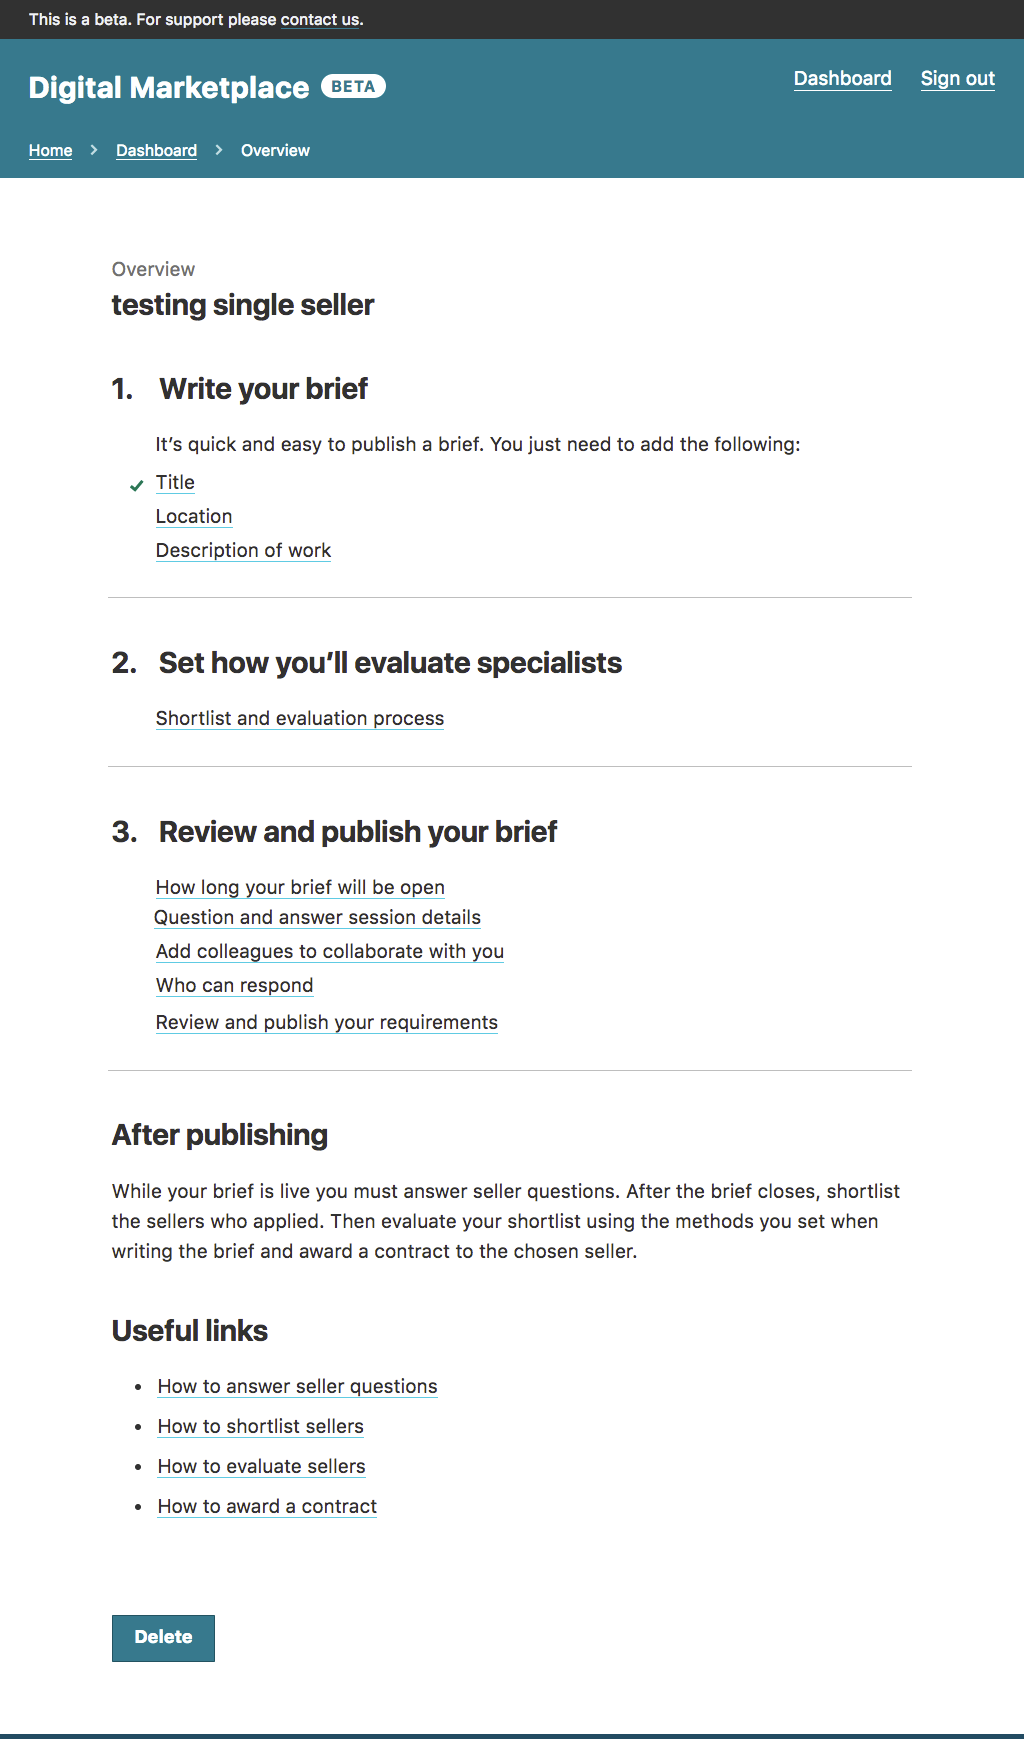 This is a beta. For support please contact us.
Digital Marketplace BETA
Dashboard Sign out
Home > Dashboard > Overview
Overview
testing single seller
1. Write your brief
It’s quick and easy to publish a brief. You just need to add the following:
Title
Location
Description of work
2. Set how you’ll evaluate specialists
Shortlist and evaluation process
3. Review and publish your brief
How long your brief will be open
Question and answer session details
Add colleagues to collaborate with you
Who can respond
Review and publish your requirements
After publishing
While your brief is live you must answer seller questions. After the brief closes, shortlist
the sellers who applied. Then evaluate your shortlist using the methods you set when
writing the brief and award a contract to the chosen seller.
Useful links
• How to answer seller questions
• How to shortlist sellers
• How to evaluate sellers
• How to award a contract
Delete